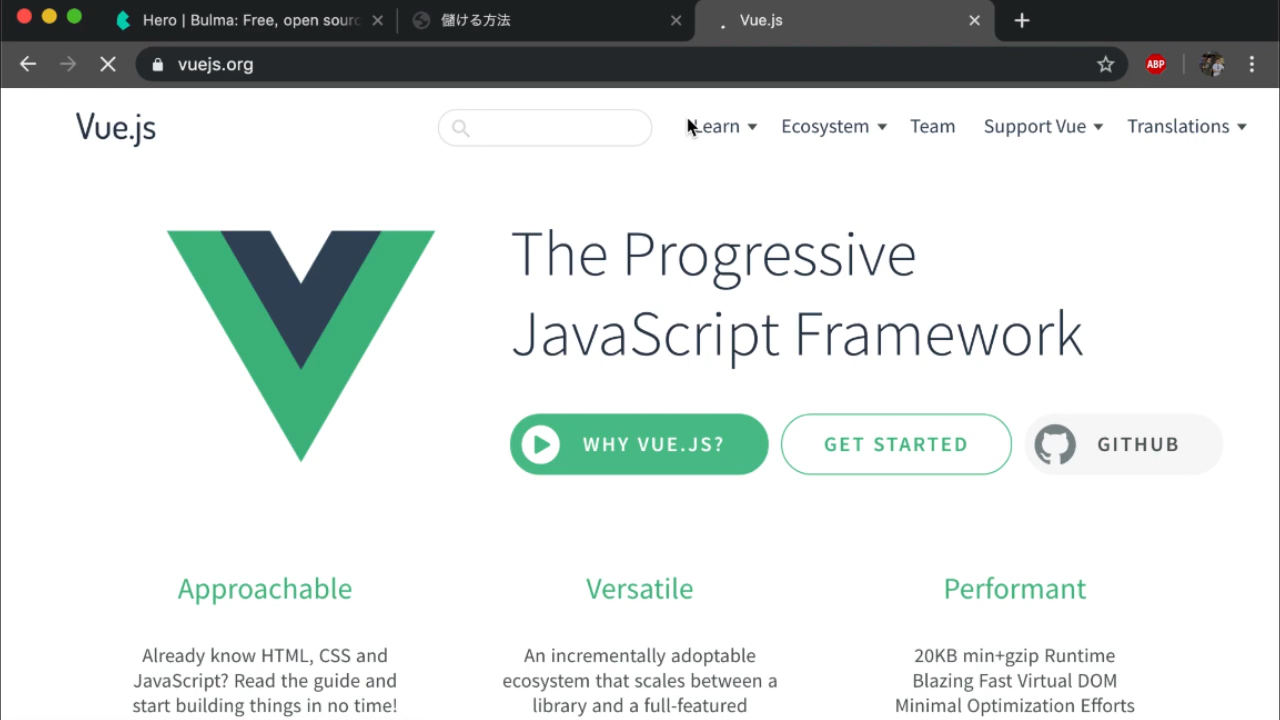 Hero | Bulma: Free, open sourc
儲ける方法
Vue.js
vuejs.org
ABP
Vue.js
Learn
Ecosystem
Team
Support Vue
Translations
The Progressive
JavaScript Framework
WHY VUE.JS?
GET STARTED
GITHUB
Approachable
Already know HTML, CSS and
JavaScript? Read the guide and
start building things in no time!
Versatile
An incrementally adoptable
ecosystem that scales between a
library and a full-featured
Performant
20KB min+gzip Runtime
Blazing Fast Virtual DOM
Minimal Optimization Efforts